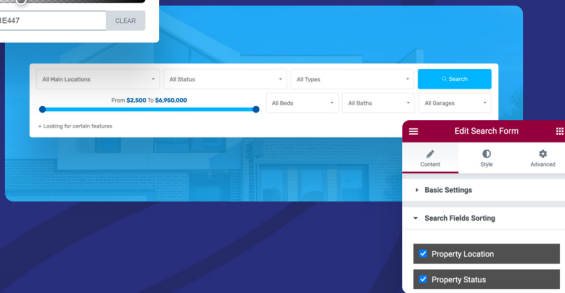 E447
CLEAR
All Main Locations
All Status
All Types
Search
From $2,500 To $6,950,000
All Beds
All Baths
All Garages
+ Looking for certain features
Edit Search Form
Content
Style
Advanced
Basic Settings
Search Fields Sorting
Property Location
Property Status